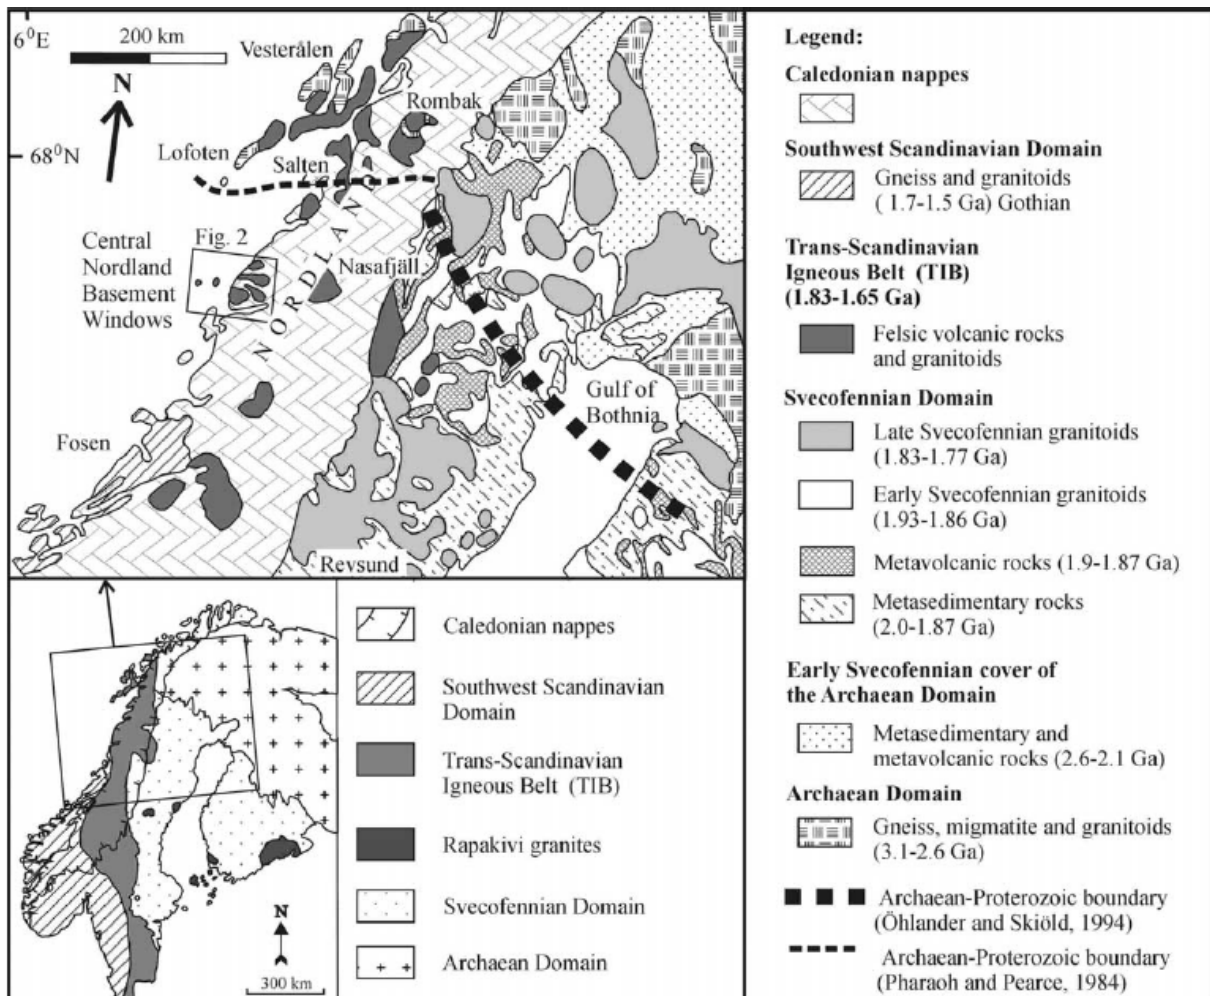 6⁰E
200 km
N
Vesterålen
Rombak
68⁰N
Lofoten
Salten
Fig. 2
Central
Nordland
Basement
Windows
NORDLAN
Nasafjäll
Gulf of
Bothnia
Fosen
Revsund
Caledonian nappes
Southwest Scandinavian
Domain
Trans-Scandinavian
Igneous Belt (TIB)
Rapakivi granites
Svecofennian Domain
Archaean Domain
N
300 km
Legend:
Caledonian nappes
Southwest Scandinavian Domain
Gneiss and granitoids
( 1.7-1.5 Ga) Gothian
Trans-Scandinavian
Igneous Belt (TIB)
(1.83-1.65 Ga)
Felsic volcanic rocks
and granitoids
Svecofennian Domain
Late Svecofennian granitoids
(1.83-1.77 Ga)
Early Svecofennian granitoids
(1.93-1.86 Ga)
Metavolcanic rocks (1.9-1.87 Ga)
Metasedimentary rocks
(2.0-1.87 Ga)
Early Svecofennian cover of
the Archaean Domain
Metasedimentary and
metavolcanic rocks (2.6-2.1 Ga)
Archaean Domain
Gneiss, migmatite and granitoids
(3.1-2.6 Ga)
Archaean-Proterozoic boundary
(Öhlander and Skiöld, 1994)
Archaean-Proterozoic boundary
(Pharaoh and Pearce, 1984)